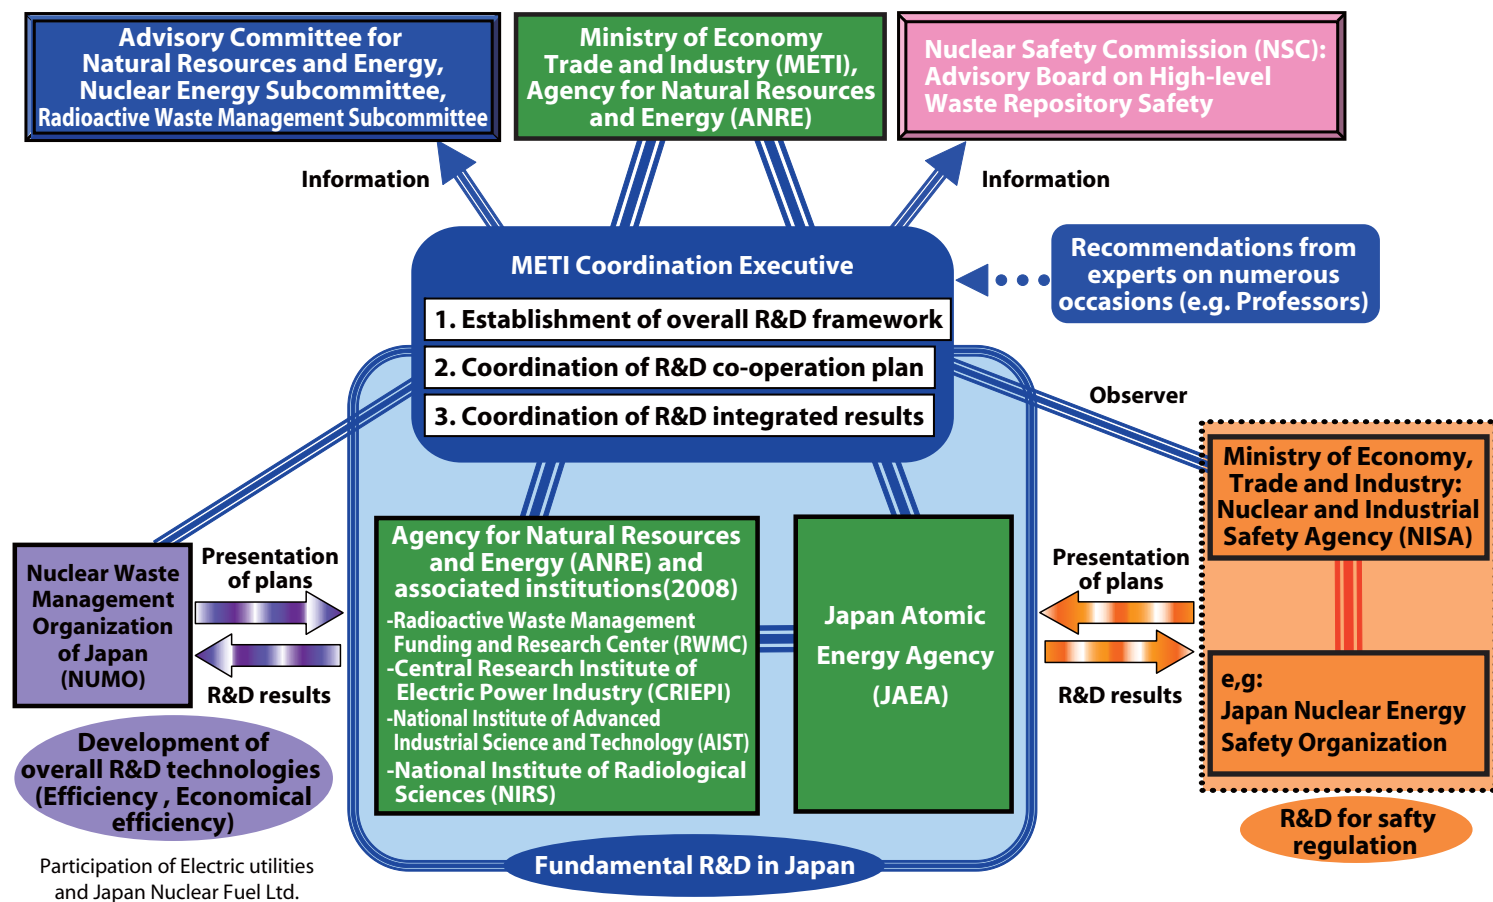 Advisory Committee for
Natural Resources and Energy,
Nuclear Energy Subcommittee,
Radioactive Waste Management Subcommittee
Ministry of Economy
Trade and Industry (METI),
Agency for Natural Resources
and Energy (ANRE)
Nuclear Safety Commission (NSC):
Advisory Board on High-level
Waste Repository Safety
Information
Information
METI Coordination Executive
1. Establishment of overall R&D framework
2. Coordination of R&D co-operation plan
3. Coordination of R&D integrated results
Recommendations from
experts on numerous
occasions (e.g. Professors)
Observer
Nuclear Waste
Management
Organization
of Japan
(NUMO)
Presentation
of plans
R&D results
Development of
overall R&D technologies
(Efficiency , Economical
efficiency)
Participation of Electric utilities
and Japan Nuclear Fuel Ltd.
Agency for Natural Resources
and Energy (ANRE) and
associated institutions(2008)
-Radioactive Waste Management
Funding and Research Center (RWMC)
-Central Research Institute of
Electric Power Industry (CRIEPI)
-National Institute of Advanced
Industrial Science and Technology (AIST)
-National Institute of Radiological
Sciences (NIRS)
Japan Atomic
Energy Agency
(JAEA)
Fundamental R&D in Japan
Presentation
of plans
R&D results
Ministry of Economy,
Trade and Industry:
Nuclear and Industrial
Safety Agency (NISA)
e,g:
Japan Nuclear Energy
Safety Organization
R&D for safty
regulation